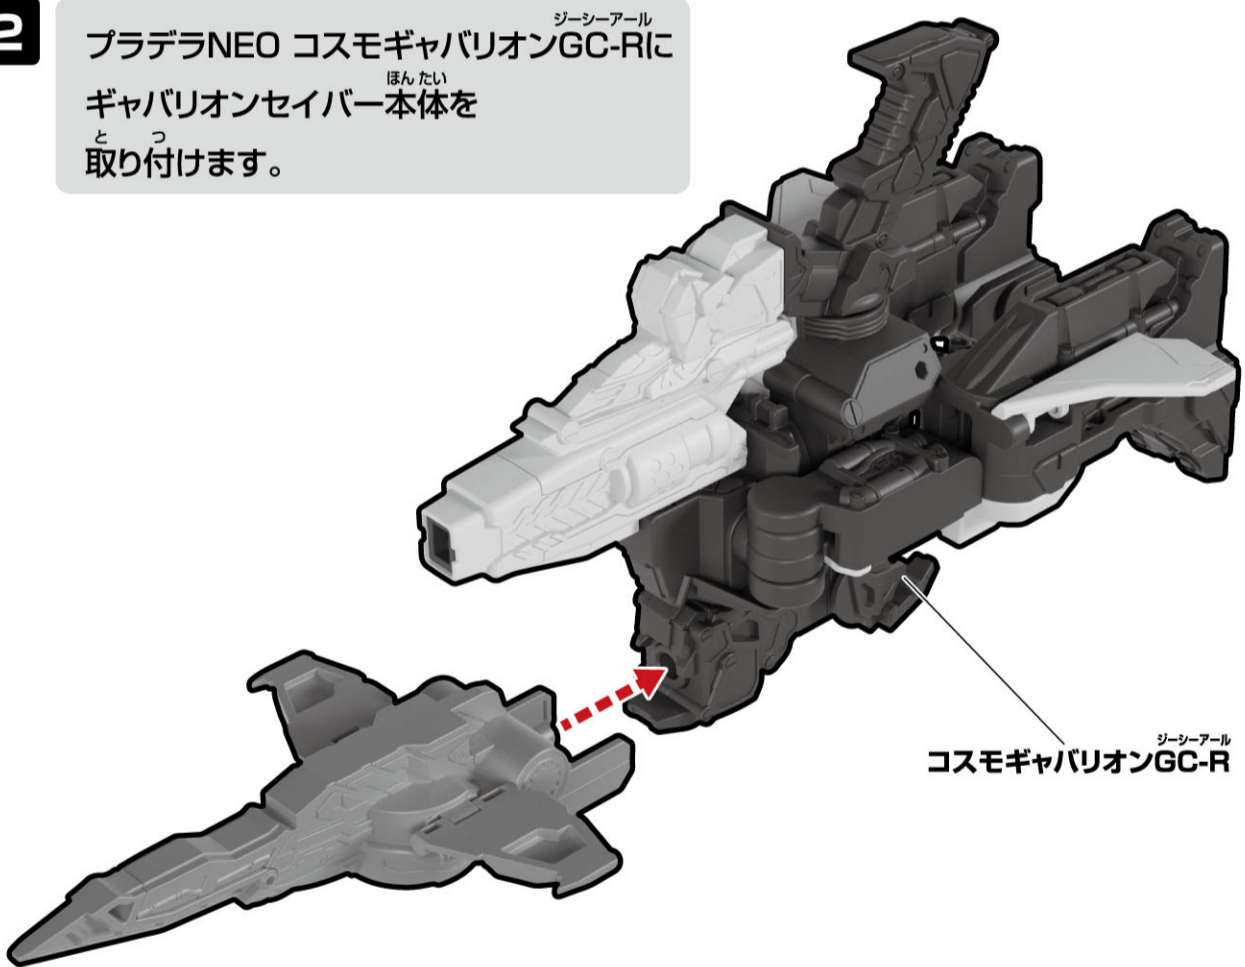 2
プラデラNEO コスモギャバリオンGC-Rに
ジーシーアール
ギャバリオンセイバー本体を
ほんたい
取り付けます。
と つ
コスモギャバリオンGC-R
ジーシーアール